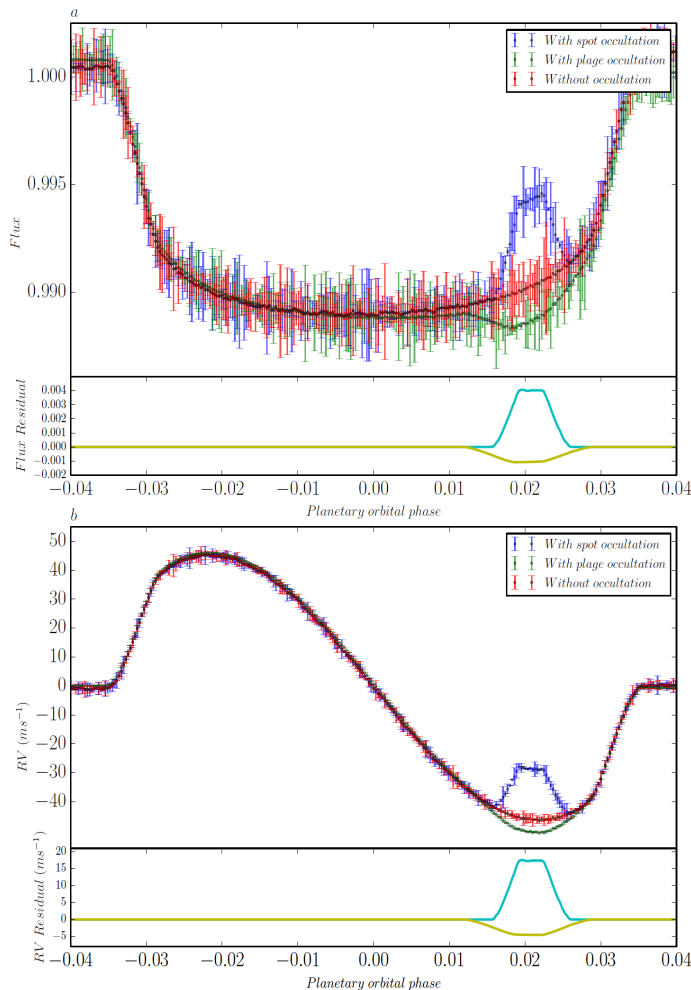 a
With spot occultation
With plage occultation
Without occultation
1.000
0.995
0.990
Flux
0.004
0.003
0.002
0.001
0.000
−0.001
−0.002
Flux Residual
−0.04 −0.03 −0.02 −0.01 0.00 0.01 0.02 0.03 0.04
Planetary orbital phase
b
With spot occultation
With plage occultation
Without occultation
50
40
30
20
10
0
−10
−20
−30
−40
RV (ms⁻¹)
20
15
10
5
0
−5
RV Residual (ms⁻¹)
−0.04 −0.03 −0.02 −0.01 0.00 0.01 0.02 0.03 0.04
Planetary orbital phase